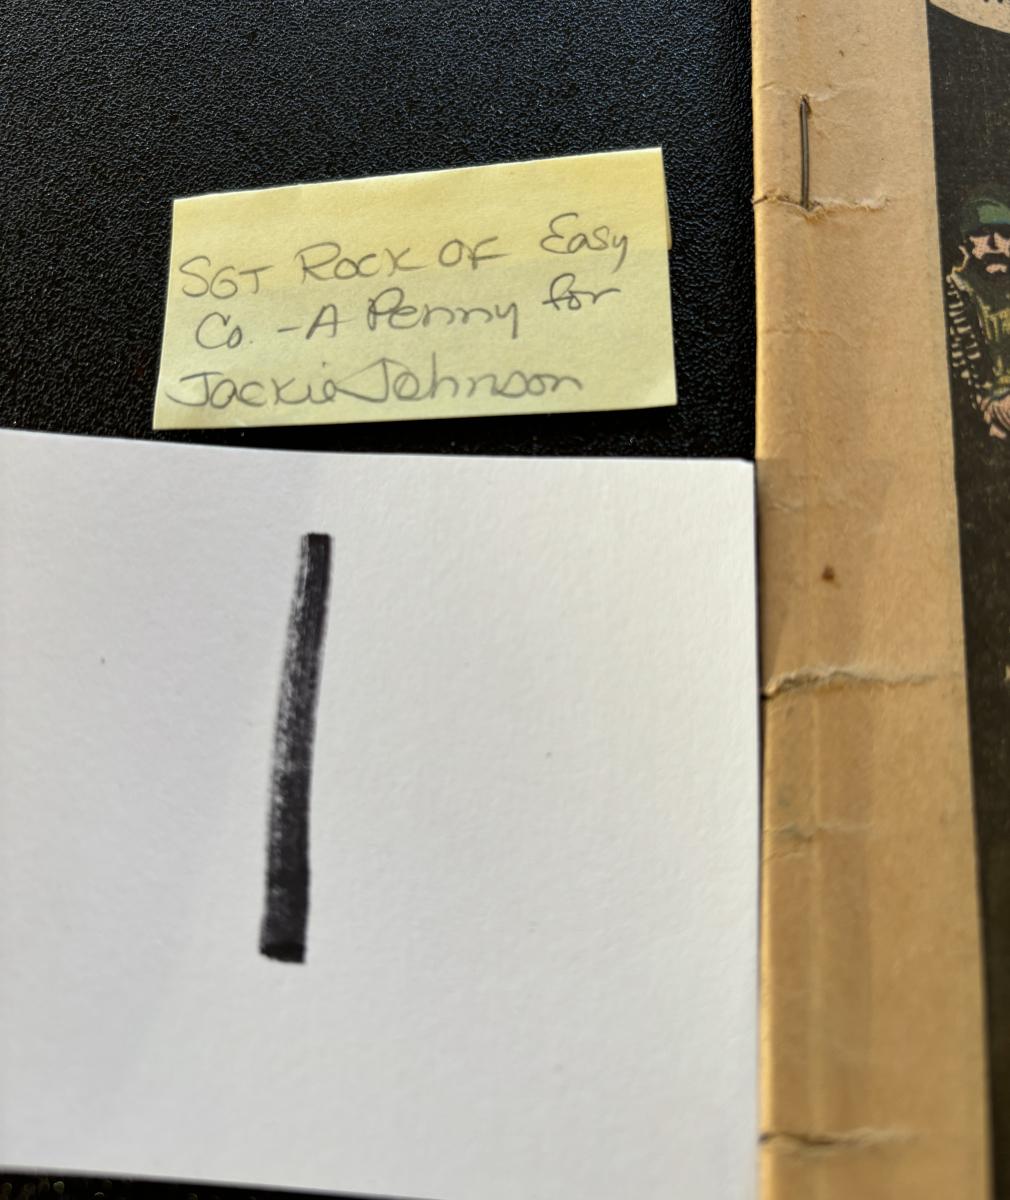 SGT Rock OF Easy
Co. - A Penny for
Jackie Johnson
1